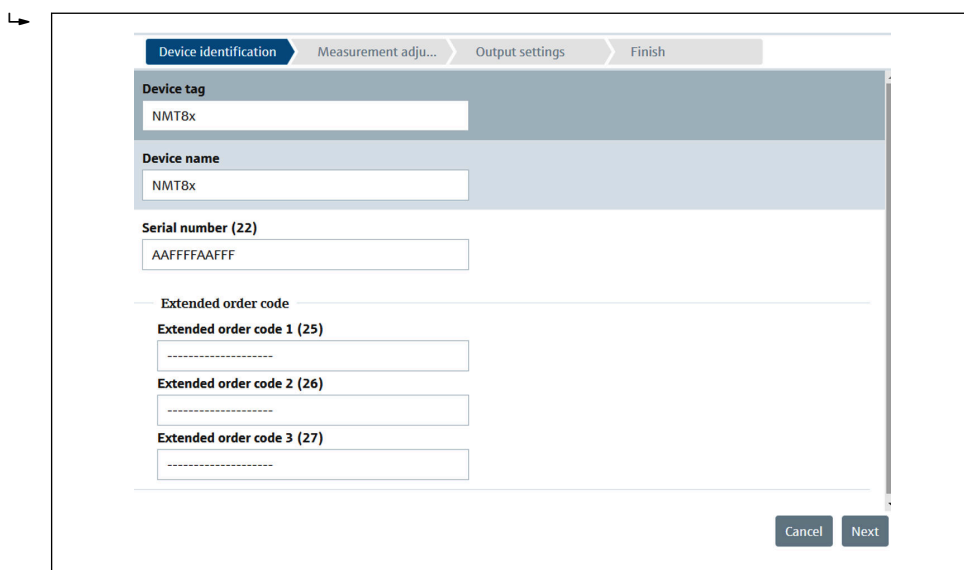 Device identification Measurement adju... Output settings Finish
Device tag
NMT8x
Device name
NMT8x
Serial number (22)
AAFFFFAAFFF
Extended order code
Extended order code 1 (25)
--------------------
Extended order code 2 (26)
--------------------
Extended order code 3 (27)
--------------------
Cancel Next